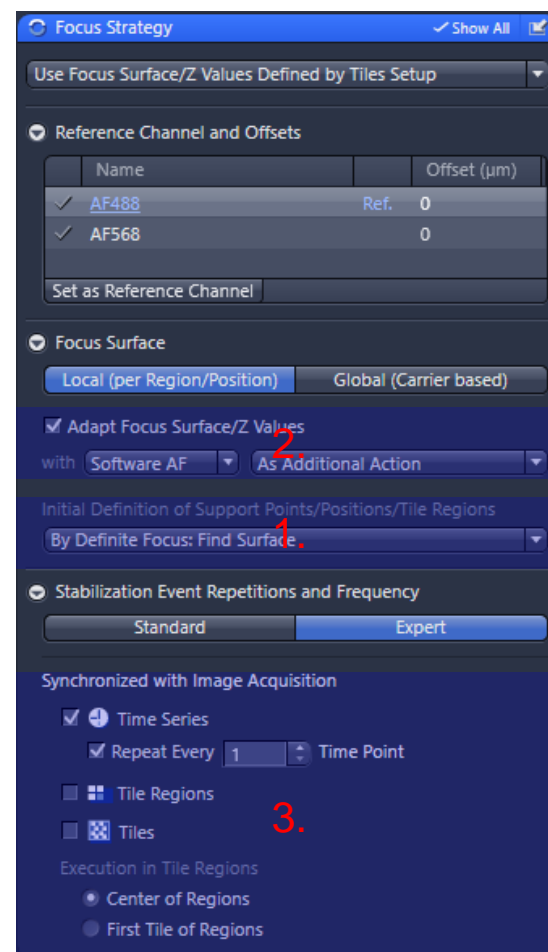 Focus Strategy Show All
Use Focus Surface/Z Values Defined by Tiles Setup
Reference Channel and Offsets
Name Offset (µm)
AF488 Ref. 0
AF568 0
Set as Reference Channel
Focus Surface
Local (per Region/Position) Global (Carrier based)
Adapt Focus Surface/Z Values
2.
with Software AF As Additional Action
Initial Definition of Support Points/Positions/Tile Regions
By Definite Focus: Find Surface
1.
Stabilization Event Repetitions and Frequency
Standard Expert
Synchronized with Image Acquisition
Time Series
Repeat Every 1 Time Point
Tile Regions
3.
Tiles
Execution in Tile Regions
Center of Regions
First Tile of Regions